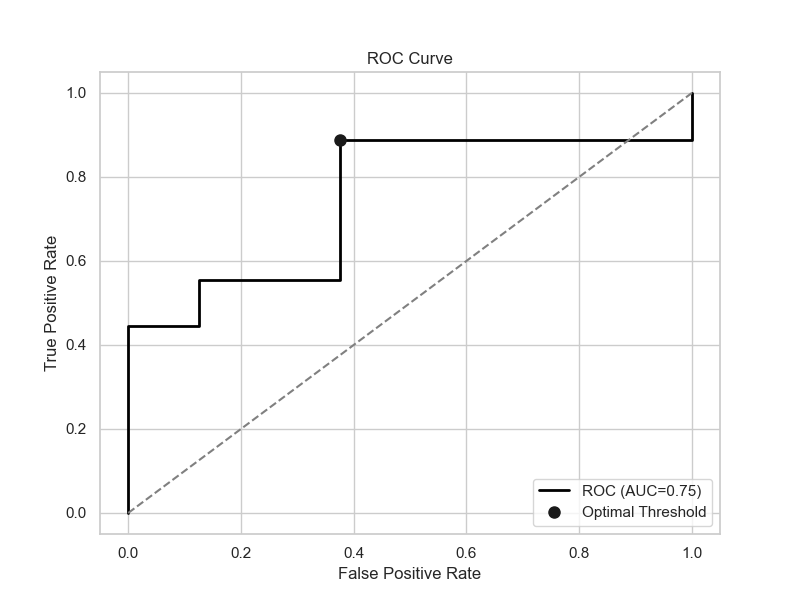 ROC Curve
True Positive Rate
1.0
0.8
0.6
0.4
0.2
0.0
ROC (AUC=0.75)
Optimal Threshold
0.0 0.2 0.4 0.6 0.8 1.0
False Positive Rate